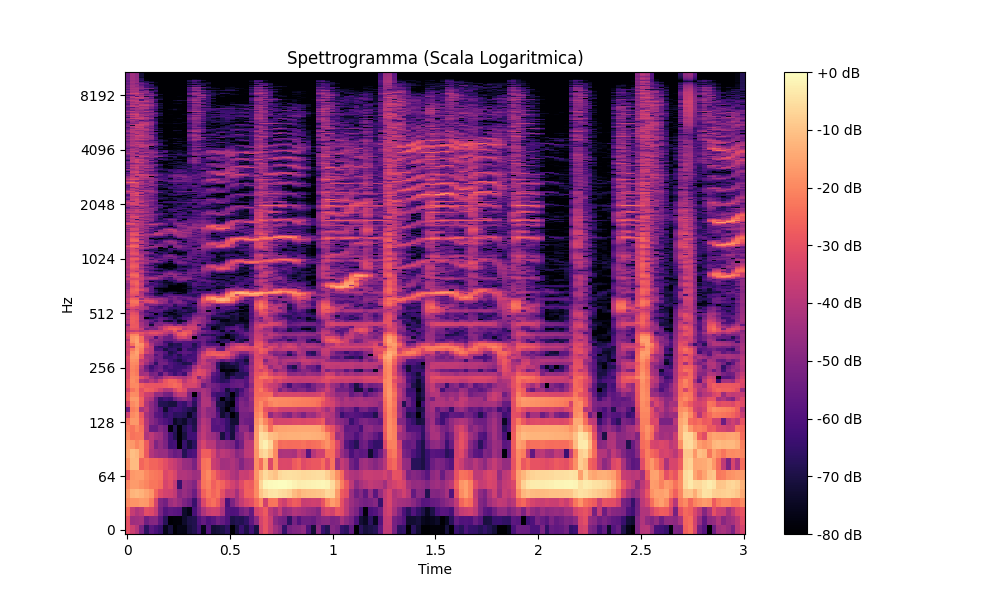 Spettrogramma (Scala Logaritmica)
8192
4096
2048
1024
512
256
128
64
0
Hz
0 0.5 1 1.5 2 2.5 3
Time
+0 dB
-10 dB
-20 dB
-30 dB
-40 dB
-50 dB
-60 dB
-70 dB
-80 dB